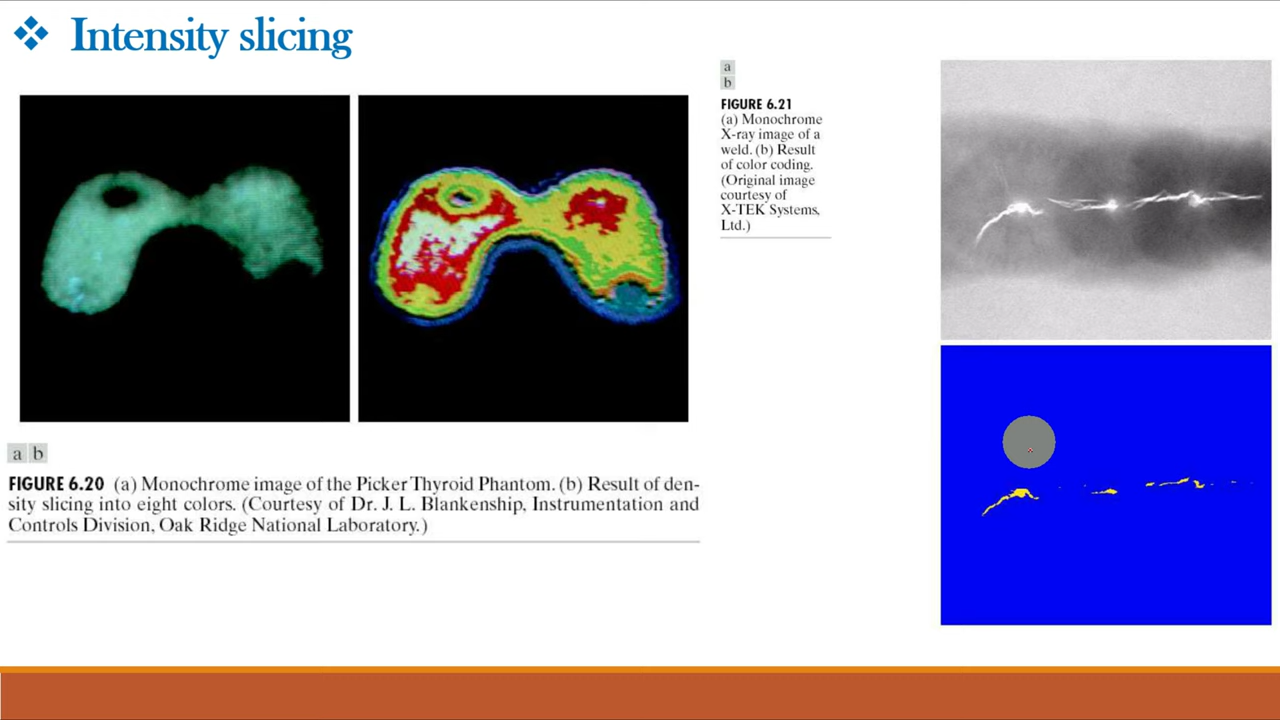 Intensity slicing
a
b
FIGURE 6.21
(a) Monochrome
X-ray image of a
weld. (b) Result
of color coding.
(Original image
courtesy of
X-TEK Systems,
Ltd.)
a b
FIGURE 6.20 (a) Monochrome image of the Picker Thyroid Phantom. (b) Result of den-
sity slicing into eight colors. (Courtesy of Dr. J. L. Blankenship, Instrumentation and
Controls Division, Oak Ridge National Laboratory.)